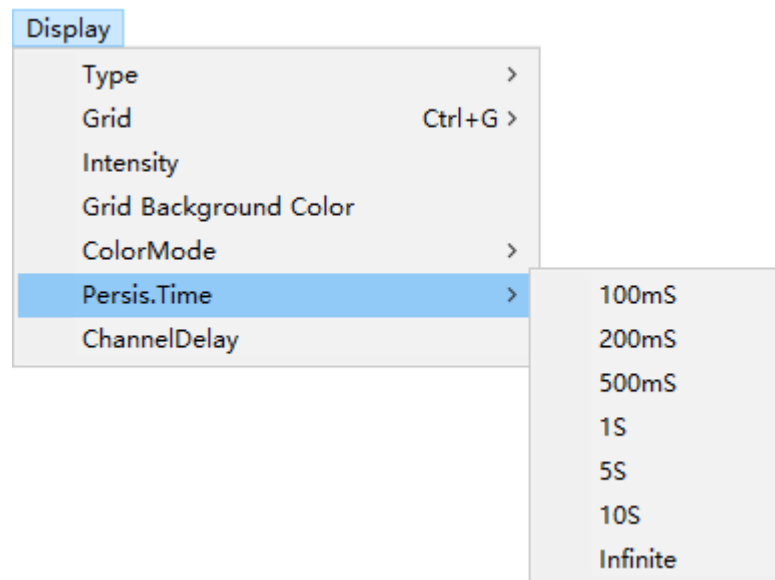 Display
Type >
Grid Ctrl+G >
Intensity
Grid Background Color
ColorMode >
Persis.Time >
ChannelDelay
100mS
200mS
500mS
1S
5S
10S
Infinite